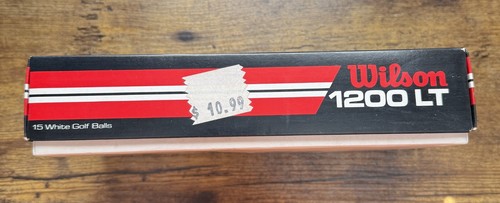 Wilson
1200 LT
$ 10.99
15 White Golf Balls